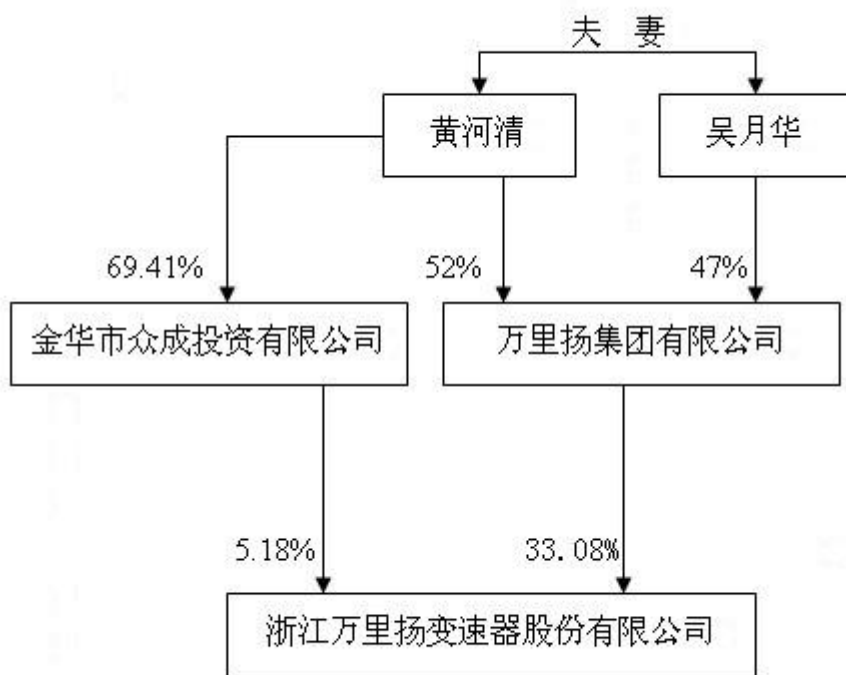 夫 妻
黄河清
吴月华
69.41%
52%
47%
金华市众成投资有限公司
万里扬集团有限公司
5.18%
33.08%
浙江万里扬变速器股份有限公司